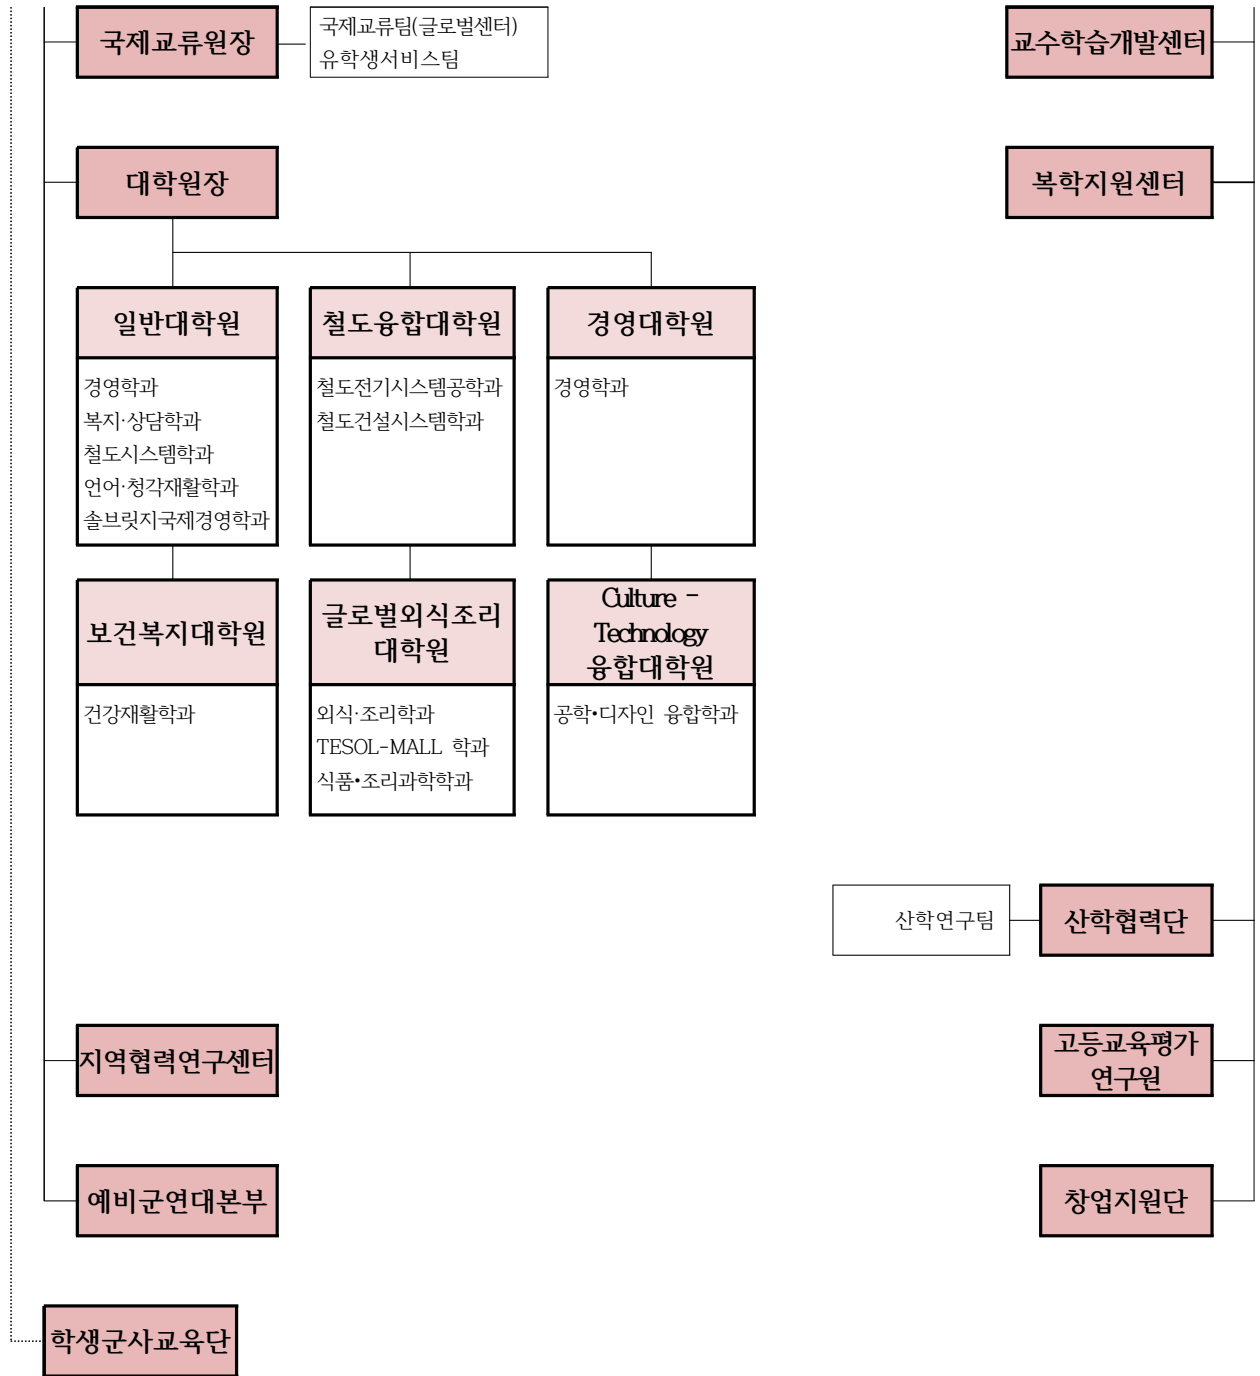 국제교류원장
국제교류팀(글로벌센터)
유학생서비스팀
교수학습개발센터
대학원장
복학지원센터
일반대학원
경영학과
복지·상담학과
철도시스템학과
언어·청각재활학과
솔브릿지국제경영학과
철도융합대학원
철도전기시스템공학과
철도건설시스템학과
경영대학원
경영학과
보건복지대학원
건강재활학과
글로벌외식조리
대학원
외식·조리학과
TESOL-MALL 학과
식품•조리과학학과
Culture -
Technology
융합대학원
공학•디자인 융합학과
산학연구팀
산학협력단
지역협력연구센터
고등교육평가
연구원
예비군연대본부
창업지원단
학생군사교육단